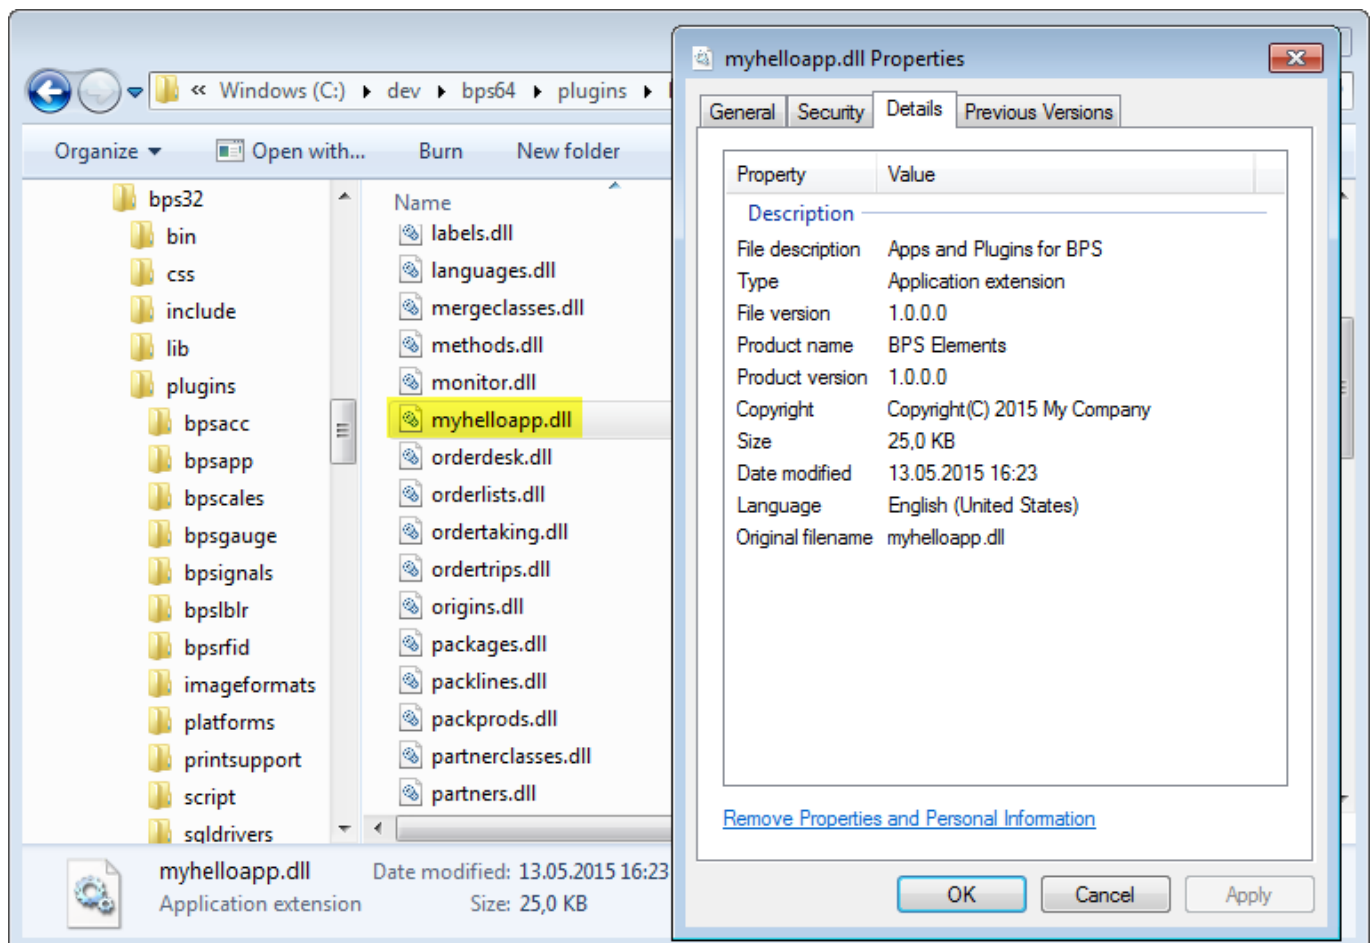 « Windows (C:) dev bps64 plugins
Organize Open with... Burn New folder
bps32
bin
css
include
lib
plugins
bpsacc
bpsapp
bpscales
bpsgauge
bpsignals
bpslblr
bpsrfid
imageformats
platforms
printsupport
script
sqldrivers
Name
labels.dll
languages.dll
mergeclasses.dll
methods.dll
monitor.dll
myhelloapp.dll
orderdesk.dll
orderlists.dll
ordertaking.dll
ordertrips.dll
origins.dll
packages.dll
packlines.dll
packprods.dll
partnerclasses.dll
partners.dll
myhelloapp.dll Date modified: 13.05.2015 16:23
Application extension Size: 25,0 KB
myhelloapp.dll Properties
General Security Details Previous Versions
Property Value
Description
File description Apps and Plugins for BPS
Type Application extension
File version 1.0.0.0
Product name BPS Elements
Product version 1.0.0.0
Copyright Copyright(C) 2015 My Company
Size 25,0 KB
Date modified 13.05.2015 16:23
Language English (United States)
Original filename myhelloapp.dll
Remove Properties and Personal Information
OK Cancel Apply